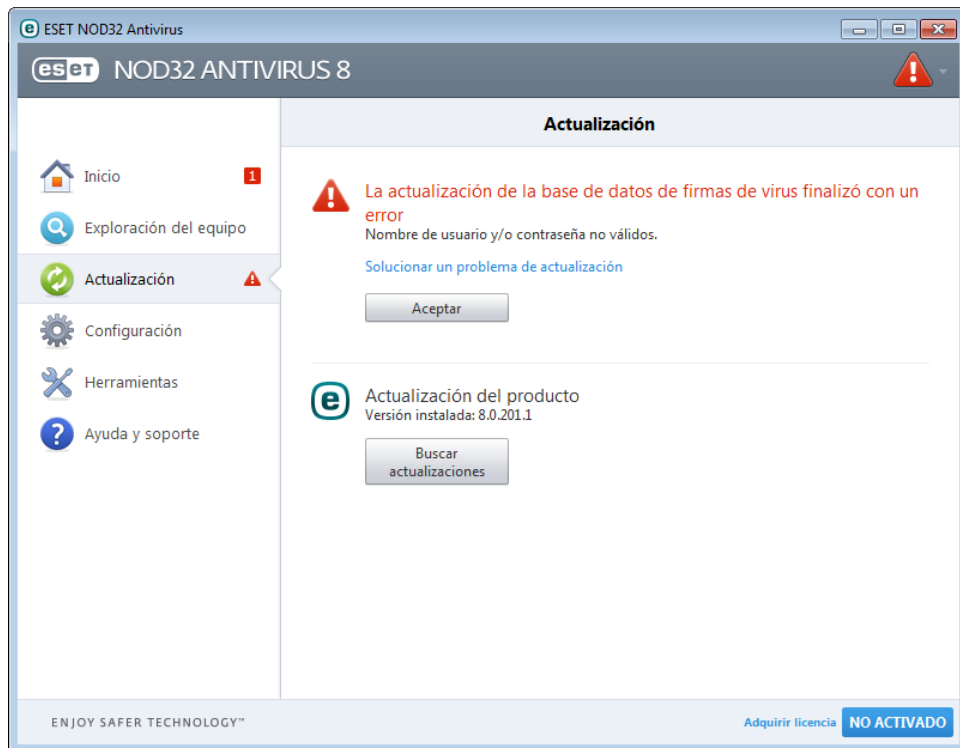 ESET NOD32 Antivirus
eset NOD32 ANTIVIRUS 8
Actualización
Inicio 1
Exploración del equipo
Actualización
Configuración
Herramientas
Ayuda y soporte
La actualización de la base de datos de firmas de virus finalizó con un
error
Nombre de usuario y/o contraseña no válidos.
Solucionar un problema de actualización
Aceptar
Actualización del producto
Versión instalada: 8.0.201.1
Buscar
actualizaciones
ENJOY SAFER TECHNOLOGY™
Adquirir licencia NO ACTIVADO